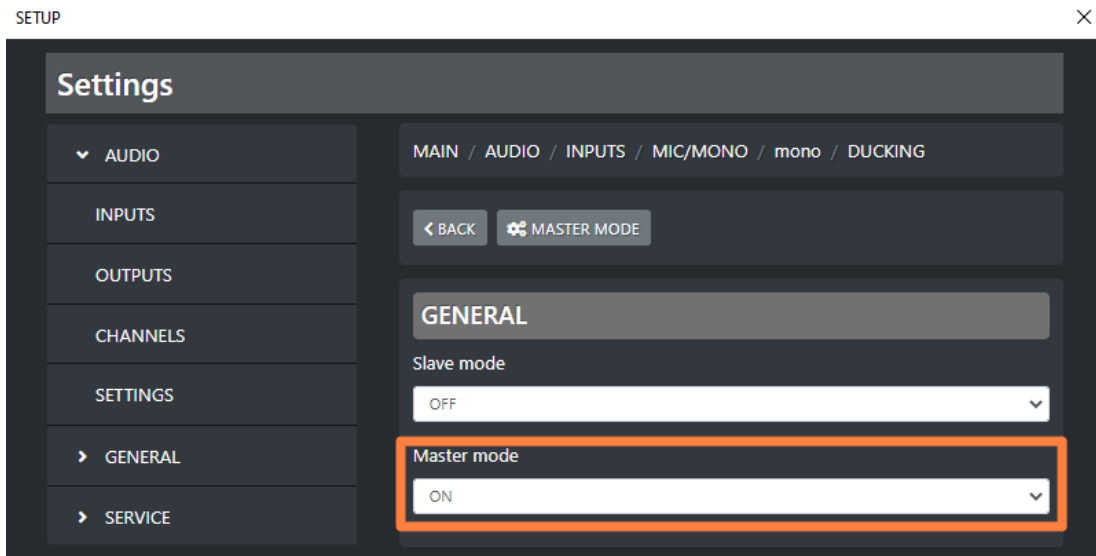 SETUP
Settings
AUDIO
INPUTS
OUTPUTS
CHANNELS
SETTINGS
GENERAL
SERVICE
MAIN / AUDIO / INPUTS / MIC/MONO / mono / DUCKING
BACK MASTER MODE
GENERAL
Slave mode
OFF
Master mode
ON